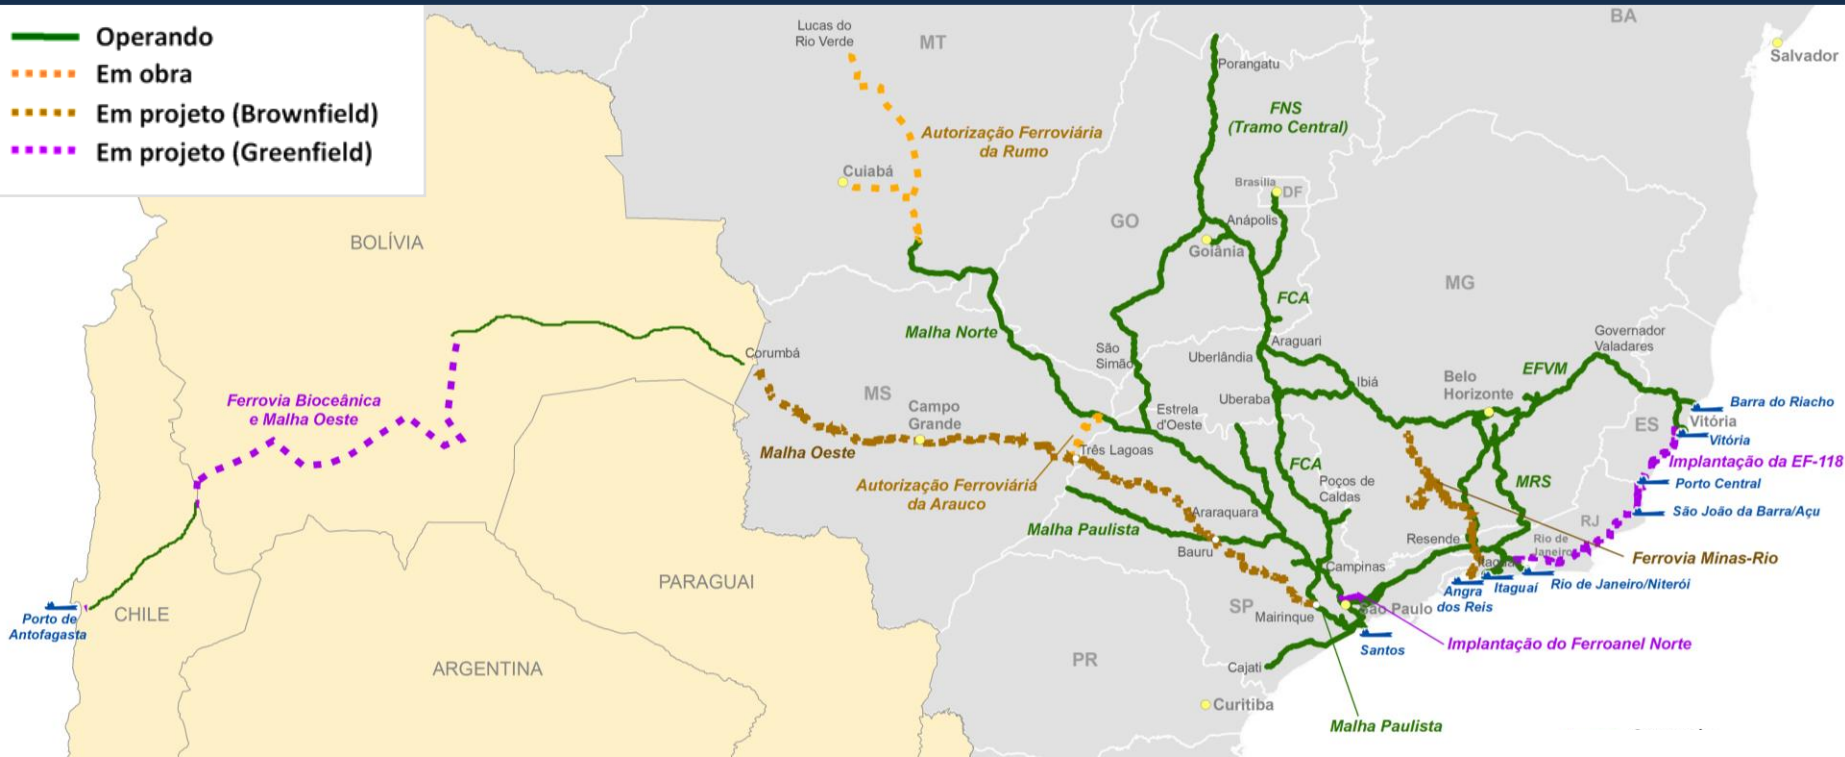 Operando
Em obra
Em projeto (Brownfield)
Em projeto (Greenfield)
Lucas do
Rio Verde
MT
BA
Salvador
Porangatu
FNS
(Tramo Central)
Autorização Ferroviária
da Rumo
Cuiabá
Brasília
DF
GO
Anápolis
Goiânia
BOLÍVIA
MG
FCA
Malha Norte
Araguari
Governador
Valadares
São
Simão
Uberlândia
Corumbá
EFVM
Ibiá
Belo
Horizonte
MS
Ferrovia Bioceânica
e Malha Oeste
Uberaba
Barra do Riacho
Campo
Grande
Estrela
d'Oeste
ES
Vitória
Vitória
Malha Oeste
Três Lagoas
FCA
Implantação da EF-118
Autorização Ferroviária
da Arauco
Poços de
Caldas
MRS
Porto Central
Araraquara
São João da Barra/Açu
Malha Paulista
RJ
Resende
Rio de
Janeiro
Bauru
Ferrovia Minas-Rio
Campinas
PARAGUAI
Angra
dos Reis
Itaguaí
Rio de Janeiro/Niterói
SP
Mairinque
São Paulo
Porto de
Antofagasta
CHILE
Implantação do Ferroanel Norte
Santos
ARGENTINA
PR
Cajati
Curitiba
Malha Paulista